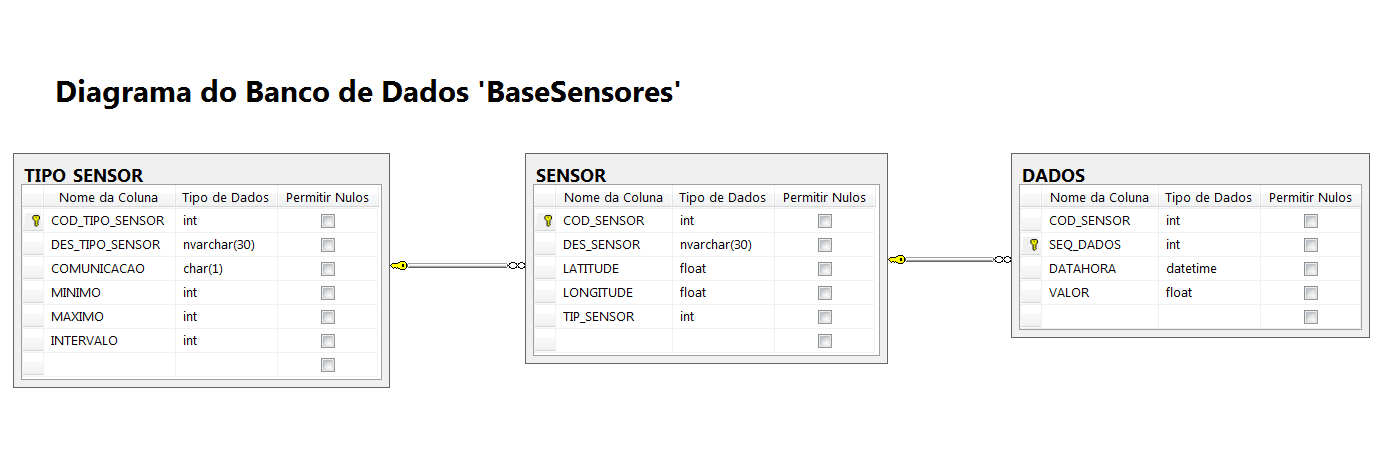 Diagrama do Banco de Dados 'BaseSensores'
TIPO SENSOR
Nome da Coluna Tipo de Dados Permitir Nulos
COD_TIPO_SENSOR int
DES_TIPO_SENSOR nvarchar(30)
COMUNICACAO char(1)
MINIMO int
MAXIMO int
INTERVALO int
SENSOR
Nome da Coluna Tipo de Dados Permitir Nulos
COD_SENSOR int
DES_SENSOR nvarchar(30)
LATITUDE float
LONGITUDE float
TIP_SENSOR int
DADOS
Nome da Coluna Tipo de Dados Permitir Nulos
COD_SENSOR int
SEQ_DADOS int
DATAHORA datetime
VALOR float